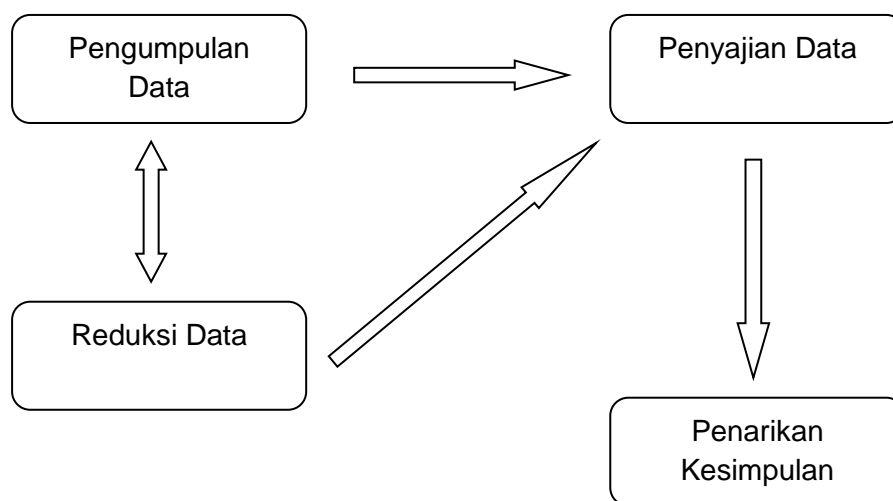 Pengumpulan
Data
Penyajian Data
Reduksi Data
Penarikan
Kesimpulan